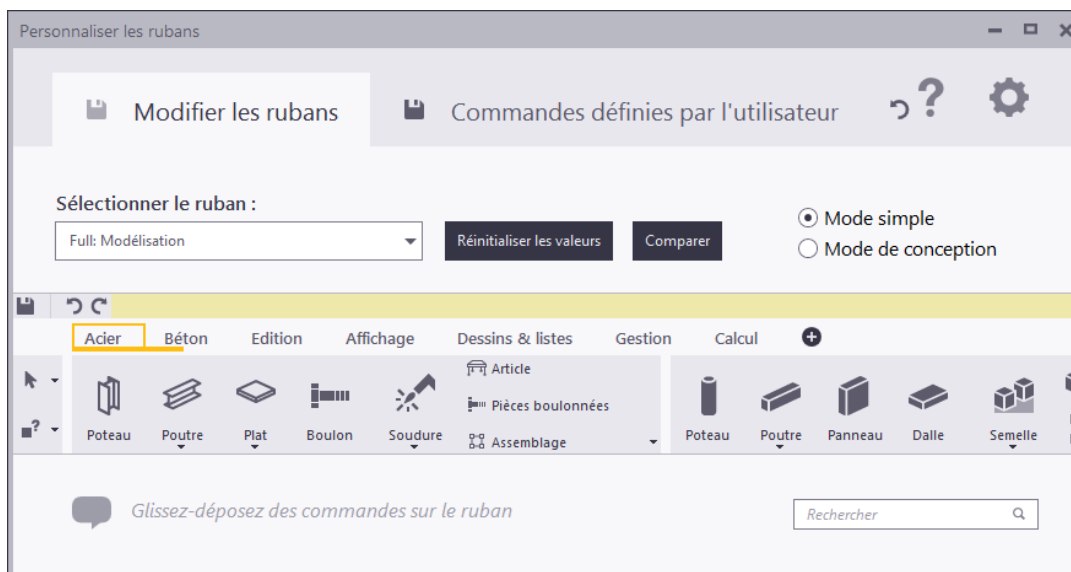 Personnaliser les rubans
Modifier les rubans
Commandes définies par l'utilisateur
Sélectionner le ruban :
Full: Modélisation
Réinitialiser les valeurs
Comparer
Mode simple
Mode de conception
Acier Béton Edition Affichage Dessins & listes Gestion Calcul
Article
Pièces boulonnées
Assemblage
Poteau Poutre Plat Boulon Soudure Poteau Poutre Panneau Dalle Semelle
Glissez-déposez des commandes sur le ruban
Rechercher